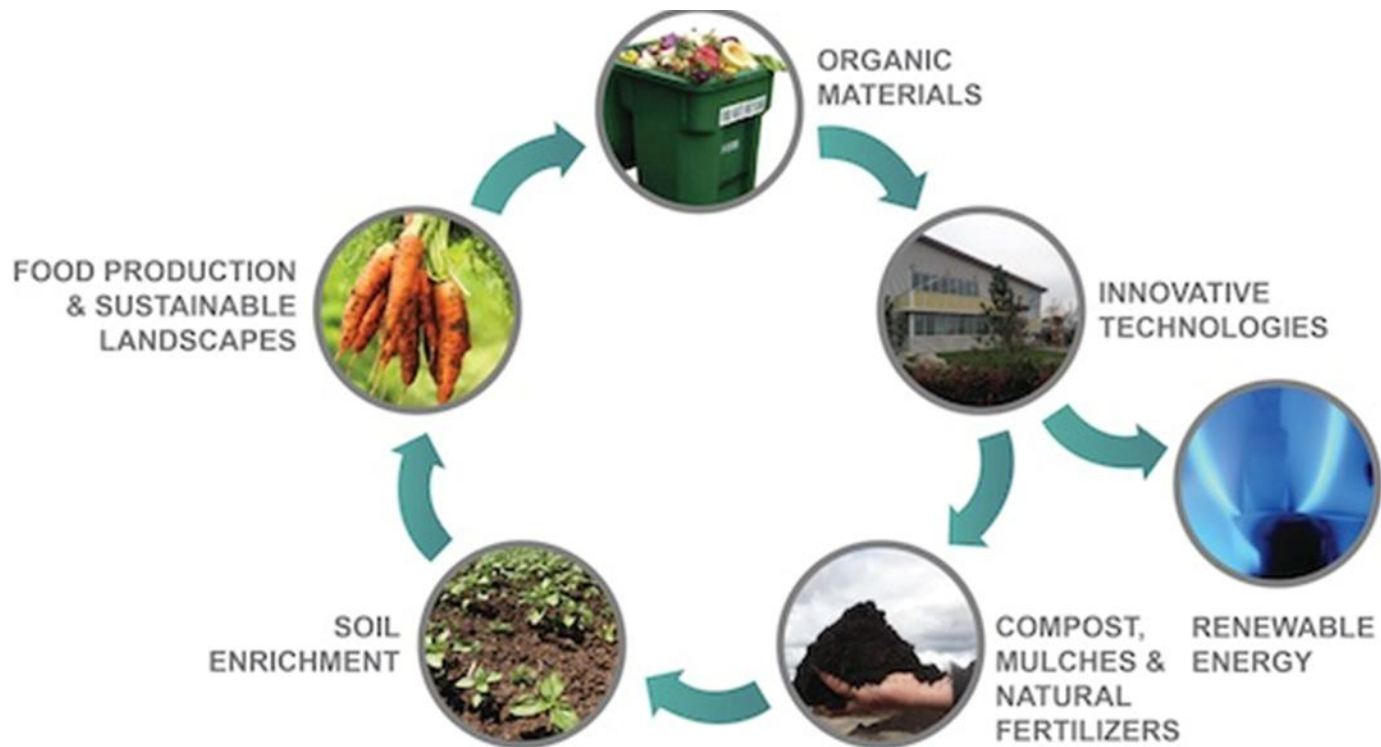 ORGANIC
MATERIALS
INNOVATIVE
TECHNOLOGIES
RENEWABLE
ENERGY
COMPOST,
MULCHES &
NATURAL
FERTILIZERS
SOIL
ENRICHMENT
FOOD PRODUCTION
& SUSTAINABLE
LANDSCAPES